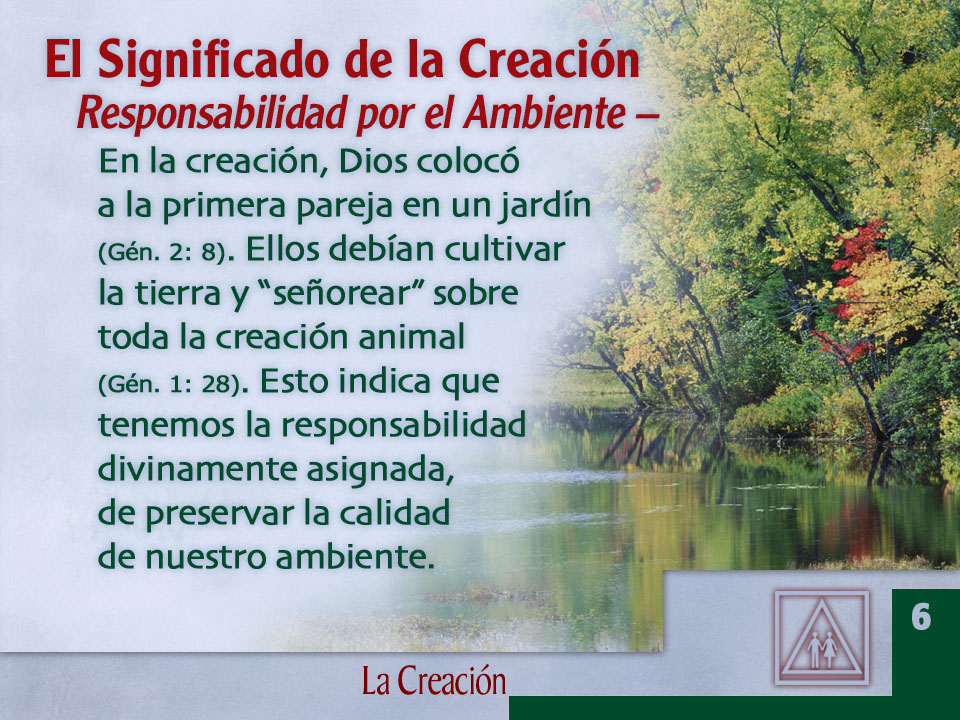 El Significado de la Creación
Responsabilidad por el Ambiente –
En la creación, Dios colocó
a la primera pareja en un jardín
(Gén. 2: 8). Ellos debían cultivar
la tierra y “señorear” sobre
toda la creación animal
(Gén. 1: 28). Esto indica que
tenemos la responsabilidad
divinamente asignada,
de preservar la calidad
de nuestro ambiente.
6
La Creación